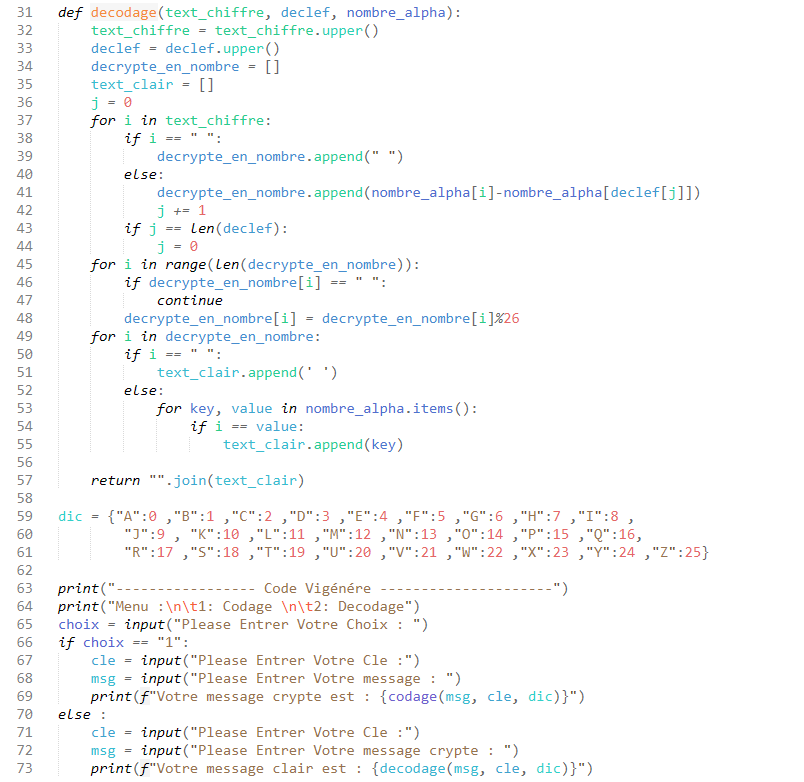 31 def decodage(text_chiffre, declef, nombre_alpha):
32     text_chiffre = text_chiffre.upper()
33     declef = declef.upper()
34     decrypte_en_nombre = []
35     text_clair = []
36     j = 0
37     for i in text_chiffre:
38         if i == " ":
39             decrypte_en_nombre.append(" ")
40         else:
41             decrypte_en_nombre.append(nombre_alpha[i]-nombre_alpha[declef[j]])
42             j += 1
43         if j == len(declef):
44             j = 0
45     for i in range(len(decrypte_en_nombre)):
46         if decrypte_en_nombre[i] == " ":
47             continue
48         decrypte_en_nombre[i] = decrypte_en_nombre[i]%26
49     for i in decrypte_en_nombre:
50         if i == " ":
51             text_clair.append(' ')
52         else:
53             for key, value in nombre_alpha.items():
54                 if i == value:
55                     text_clair.append(key)
56
57     return "".join(text_clair)
58
59 dic = {"A":0 ,"B":1 ,"C":2 ,"D":3 ,"E":4 ,"F":5 ,"G":6 ,"H":7 ,"I":8 ,
60         "J":9 , "K":10 ,"L":11 ,"M":12 ,"N":13 ,"O":14 ,"P":15 ,"Q":16,
61         "R":17 ,"S":18 ,"T":19 ,"U":20 ,"V":21 ,"W":22 ,"X":23 ,"Y":24 ,"Z":25}
62
63 print("----------------- Code Vigénére ---------------------")
64 print("Menu :\n\t1: Codage \n\t2: Decodage")
65 choix = input("Please Entrer Votre Choix : ")
66 if choix == "1":
67     cle = input("Please Entrer Votre Cle :")
68     msg = input("Please Entrer Votre message : ")
69     print(f"Votre message crypte est : {codage(msg, cle, dic)}")
70 else :
71     cle = input("Please Entrer Votre Cle :")
72     msg = input("Please Entrer Votre message crypte : ")
73     print(f"Votre message clair est : {decodage(msg, cle, dic)}")